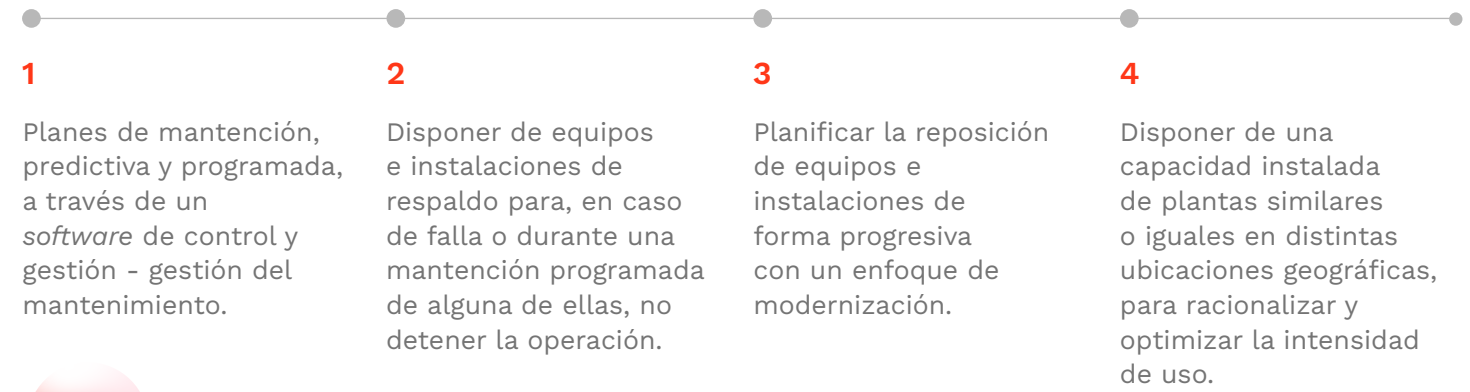 1
Planes de mantención,
predictiva y programada,
a través de un
software de control y
gestión - gestión del
mantenimiento.
2
Disponer de equipos
e instalaciones de
respaldo para, en caso
de falla o durante una
mantención programada
de alguna de ellas, no
detener la operación.
3
Planificar la reposición
de equipos e
instalaciones de
forma progresiva
con un enfoque de
modernización.
4
Disponer de una
capacidad instalada
de plantas similares
o iguales en distintas
ubicaciones geográficas,
para racionalizar y
optimizar la intensidad
de uso.